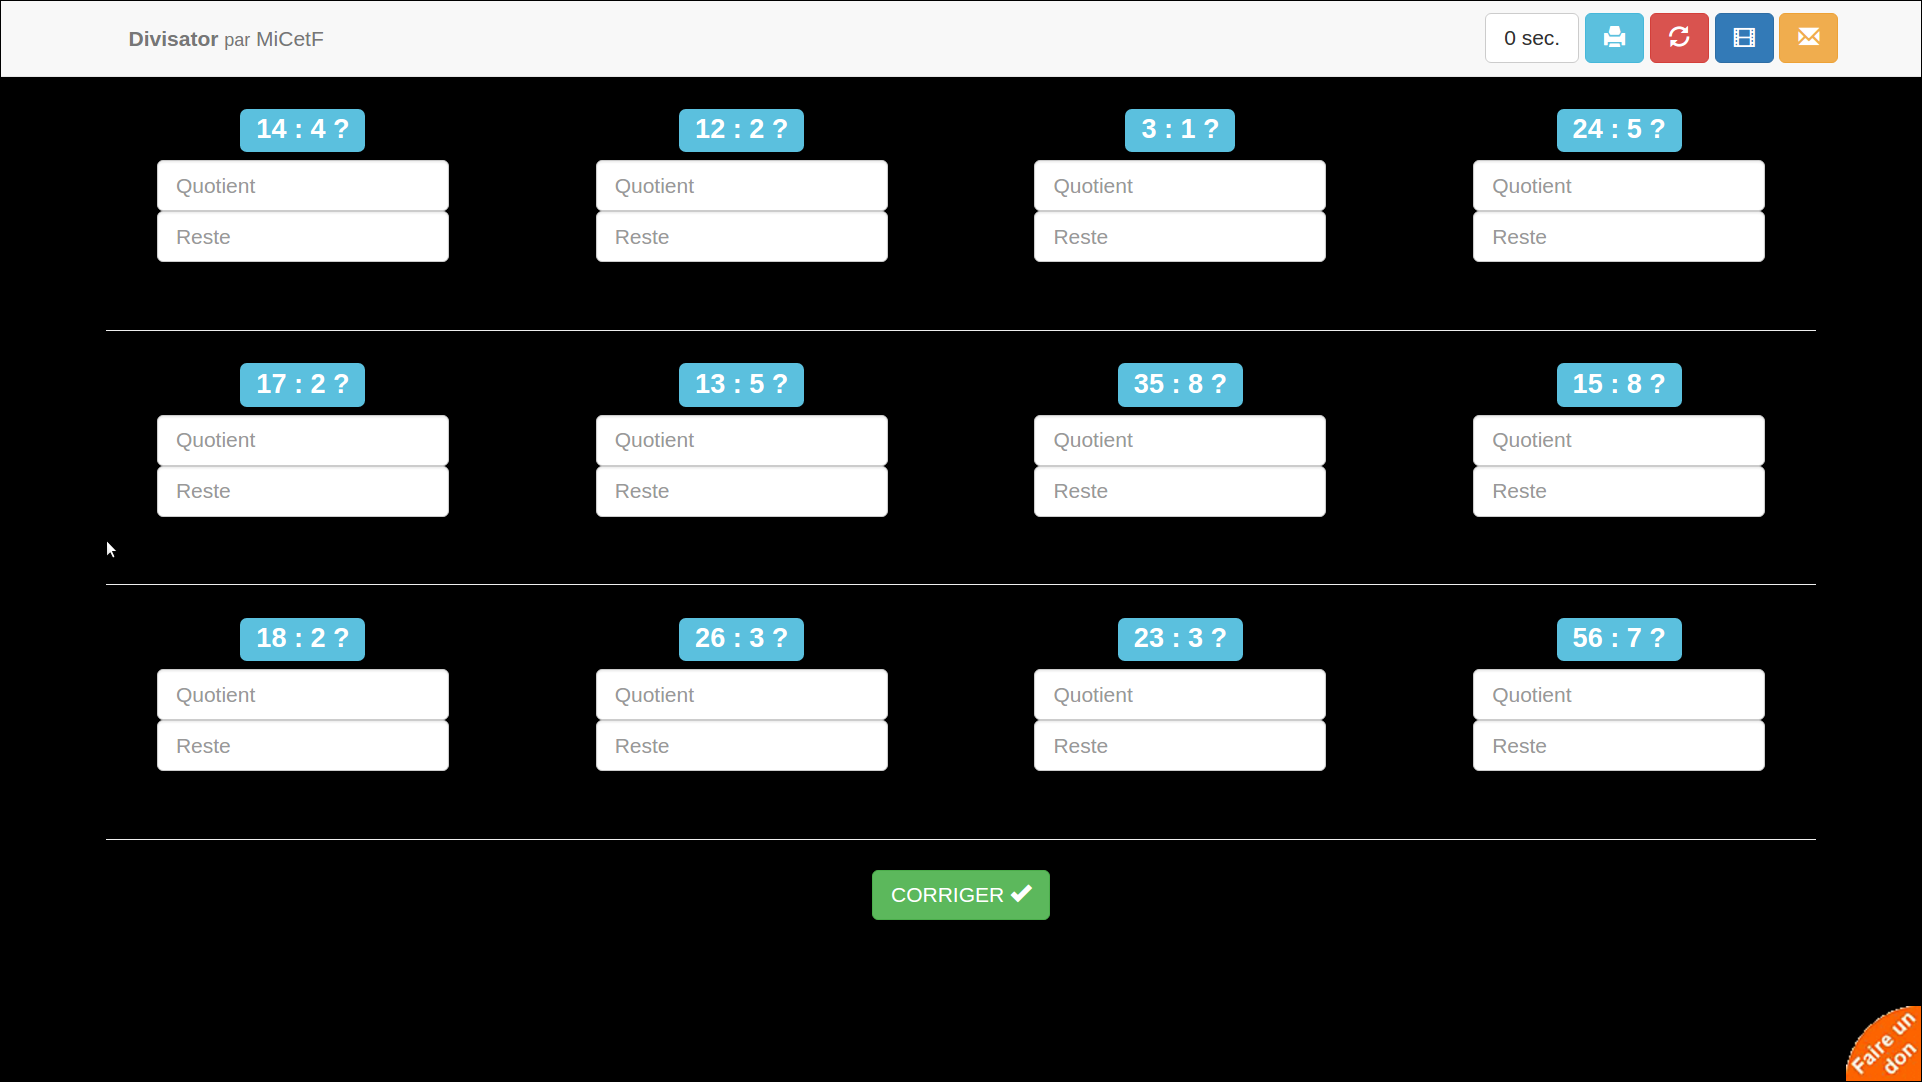 Divisator par MiCetF
0 sec.
14 : 4 ?
12 : 2 ?
3 : 1 ?
24 : 5 ?
Quotient
Quotient
Quotient
Quotient
Reste
Reste
Reste
Reste
17 : 2 ?
13 : 5 ?
35 : 8 ?
15 : 8 ?
Quotient
Quotient
Quotient
Quotient
Reste
Reste
Reste
Reste
18 : 2 ?
26 : 3 ?
23 : 3 ?
56 : 7 ?
Quotient
Quotient
Quotient
Quotient
Reste
Reste
Reste
Reste
CORRIGER
Faire un
don